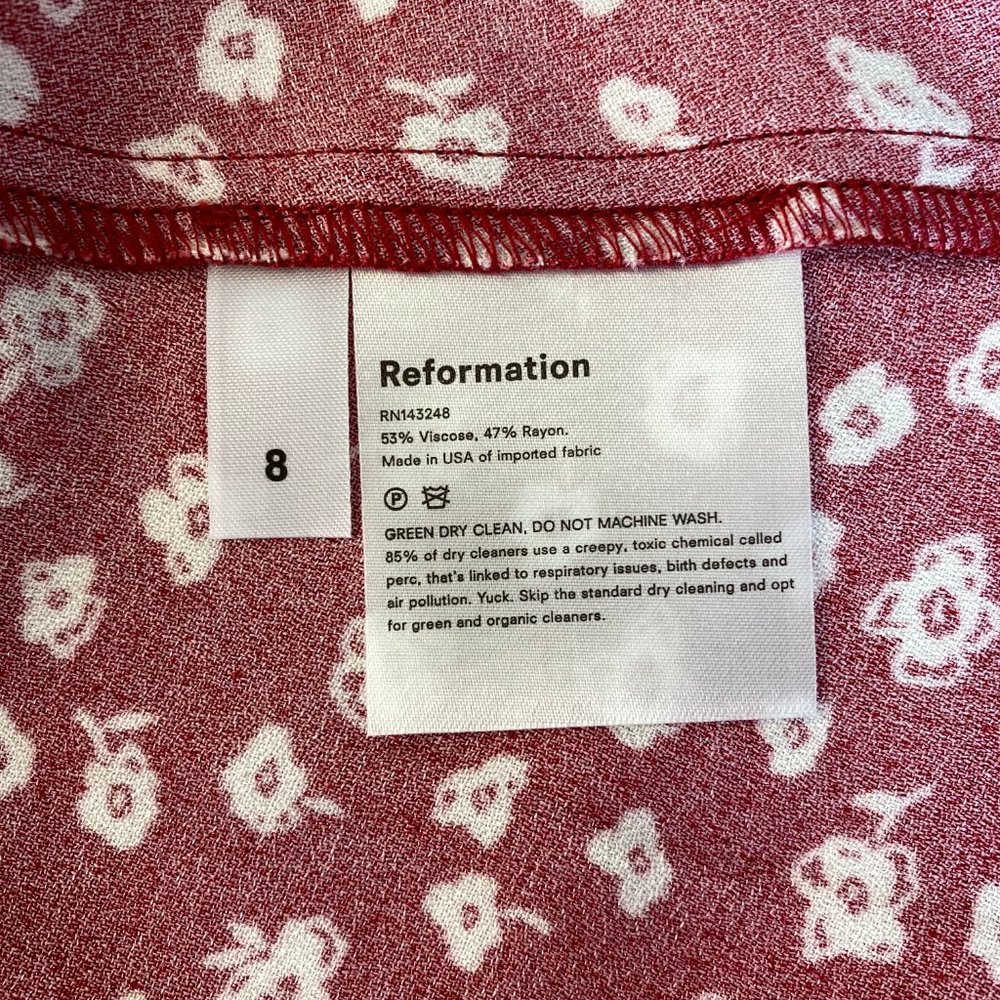 8
Reformation
RN143248
53% Viscose, 47% Rayon.
Made in USA of imported fabric
P
GREEN DRY CLEAN, DO NOT MACHINE WASH.
85% of dry cleaners use a creepy, toxic chemical called
perc, that's linked to respiratory issues, birth defects and
air pollution. Yuck. Skip the standard dry cleaning and opt
for green and organic cleaners.